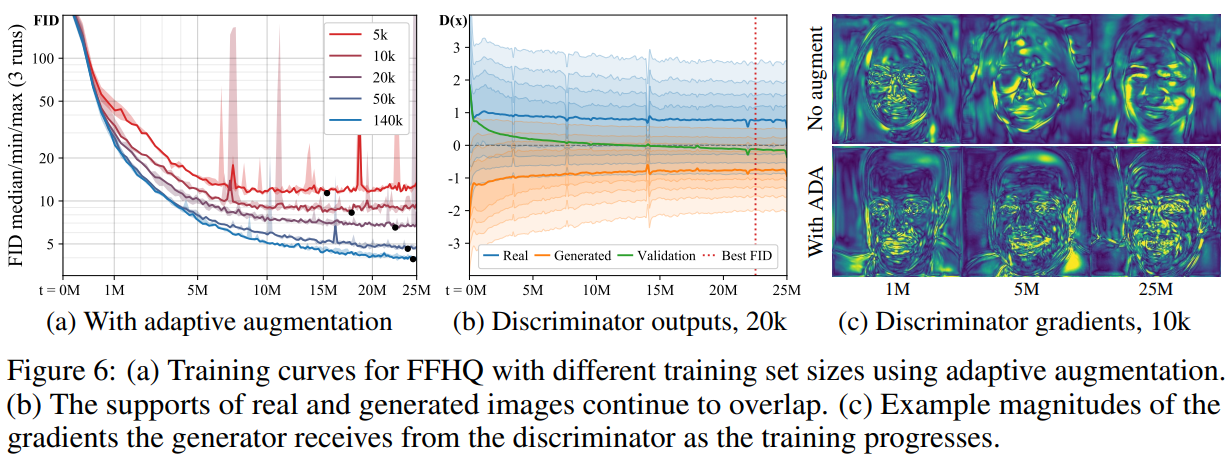 FID
FID median/min/max (3 runs)
100
50
20
10
5
5k
10k
20k
50k
140k
t = 0M 1M 5M 10M 15M 20M 25M
(a) With adaptive augmentation
D(x)
3
2
1
0
-1
-2
-3
Real Generated Validation Best FID
t = 0M 5M 10M 15M 20M 25M
(b) Discriminator outputs, 20k
No augment
With ADA
1M 5M 25M
(c) Discriminator gradients, 10k
Figure 6: (a) Training curves for FFHQ with different training set sizes using adaptive augmentation.
(b) The supports of real and generated images continue to overlap. (c) Example magnitudes of the
gradients the generator receives from the discriminator as the training progresses.